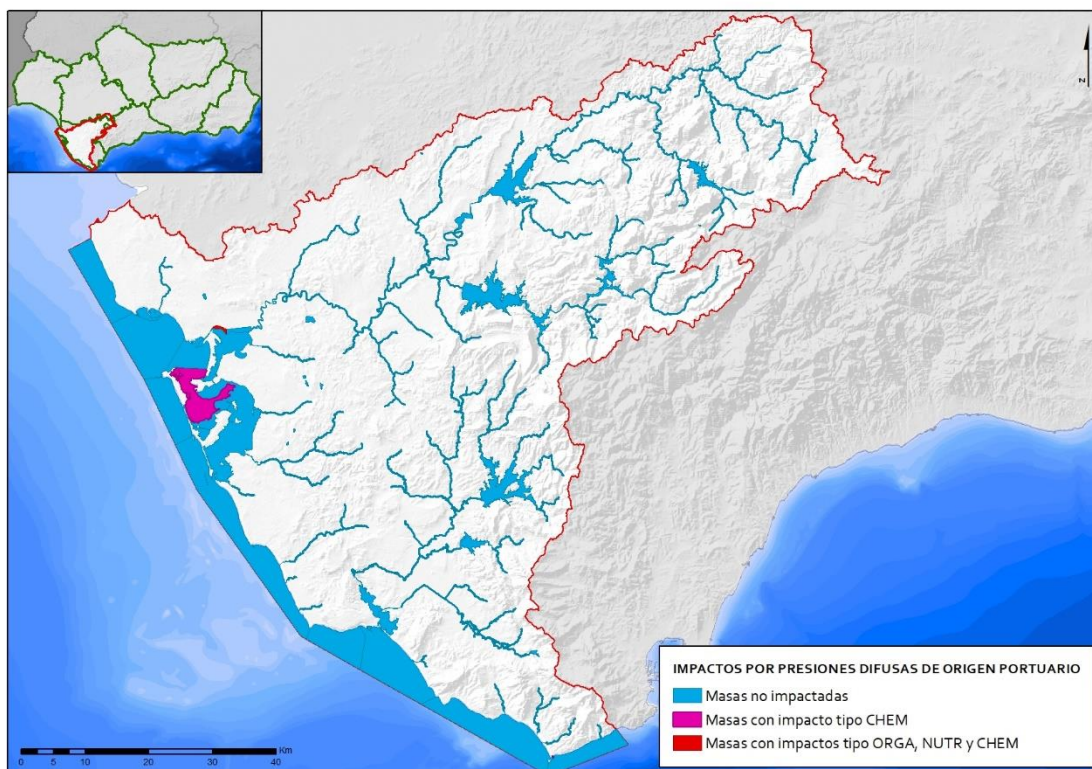 N
IMPACTOS POR PRESIONES DIFUSAS DE ORIGEN PORTUARIO
Masas no impactadas
Masas con impacto tipo CHEM
Masas con impactos tipo ORGA, NUTR y CHEM
Km
0 5 10 20 30 40